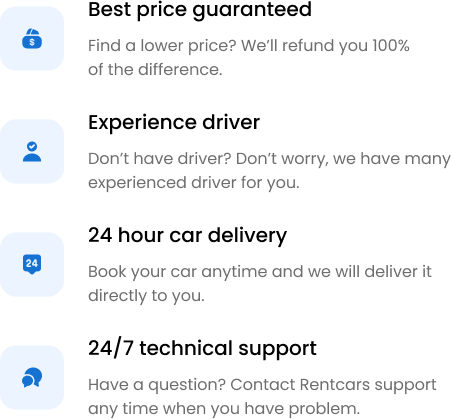 Best price guaranteed
$
Find a lower price? We’ll refund you 100%
of the difference.
Experience driver
Don’t have driver? Don’t worry, we have many
experienced driver for you.
24 hour car delivery
24
Book your car anytime and we will deliver it
directly to you.
24/7 technical support
Have a question? Contact Rentcars support
any time when you have problem.